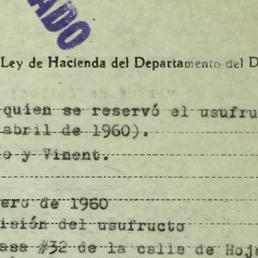 ADO
Ley de Hacienda del Departamento del D
quien se reservó el usufru
abril de 1960).
o y Vinent.
ero de 1960
isión del usufructo
asa #32 de la calle de Hoj